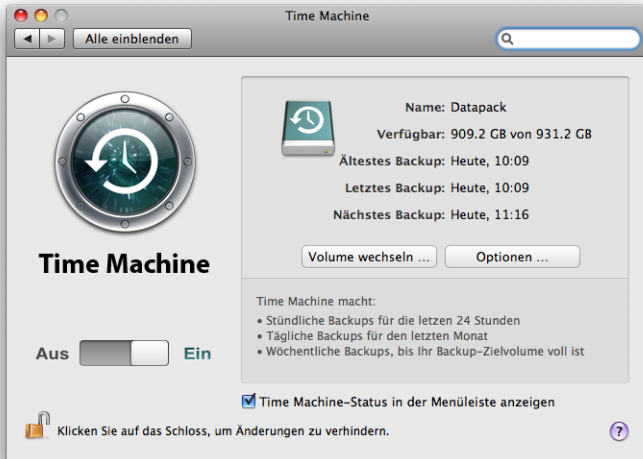 Time Machine
Alle einblenden
Name: Datapack
Verfügbar: 909.2 GB von 931.2 GB
Ältestes Backup: Heute, 10:09
Letztes Backup: Heute, 10:09
Nächstes Backup: Heute, 11:16
Time Machine
Volume wechseln ...
Optionen ...
Time Machine macht:
• Stündliche Backups für die letzen 24 Stunden
• Tägliche Backups für den letzten Monat
• Wöchentliche Backups, bis Ihr Backup-Zielvolume voll ist
Aus Ein
Time Machine-Status in der Menüleiste anzeigen
Klicken Sie auf das Schloss, um Änderungen zu verhindern.
?